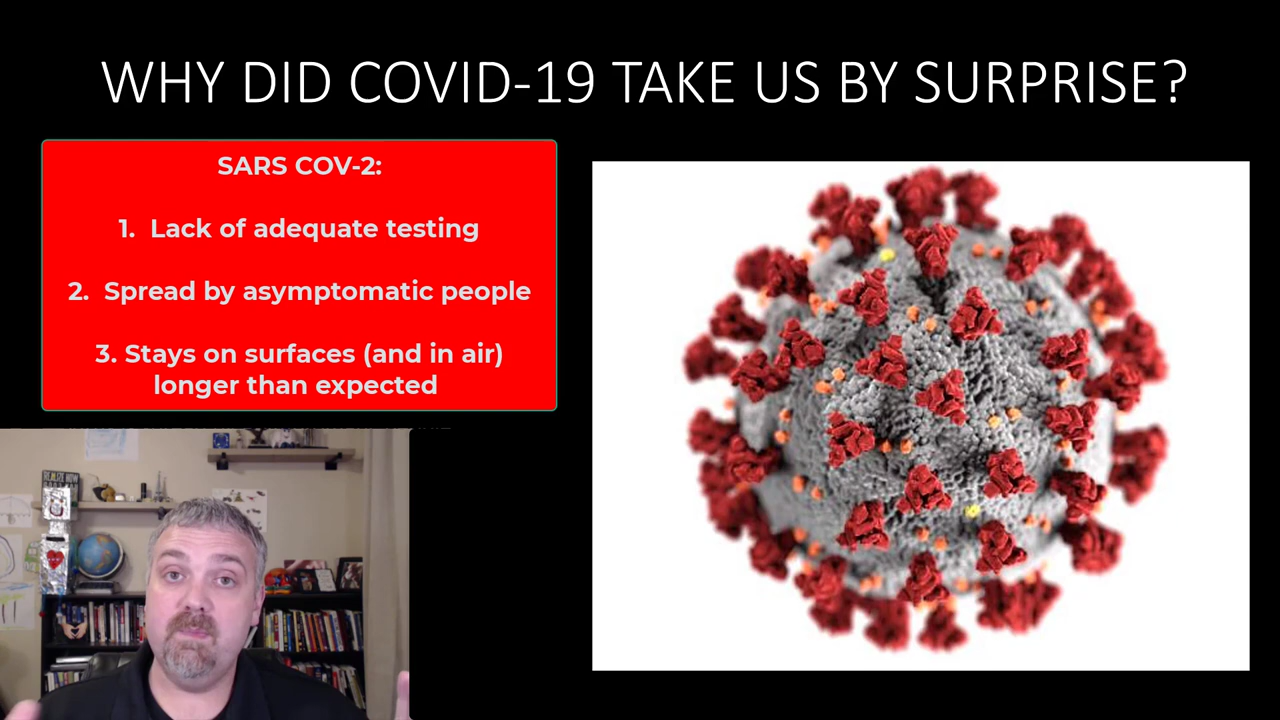 WHY DID COVID-19 TAKE US BY SURPRISE?
SARS COV-2:
1. Lack of adequate testing
2. Spread by asymptomatic people
3. Stays on surfaces (and in air)
longer than expected